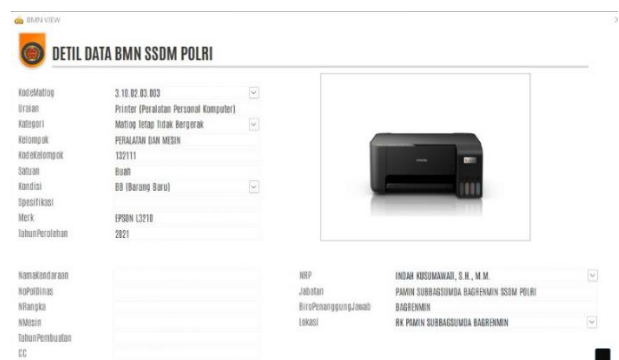 BMN VIEW
DETIL DATA BMN SSDM POLRI
KodeMatlog 3.10.02.03.003
Uraian Printer (Peralatan Personal Komputer)
Kategori Matlog Tetap Tidak Bergerak
Kelompok PERALATAN DAN MESIN
KodeKelompok 132111
Satuan Buah
Kondisi BB (Barang Baru)
Spesifikasi
Merk EPSON L3210
TahunPerolehan 2021
NamaKendaraan
NoPolDinas
NRangka
NMesin
TahunPembuatan
CC
NRP INDAH KUSUMAWATI, S.H., M.M.
Jabatan PAMIN SUBBAGSUMDA BAGRENMIN SSDM POLRI
BiroPenanggungJawab BAGRENMIN
Lokasi RK PAMIN SUBBAGSUMDA BAGRENMIN